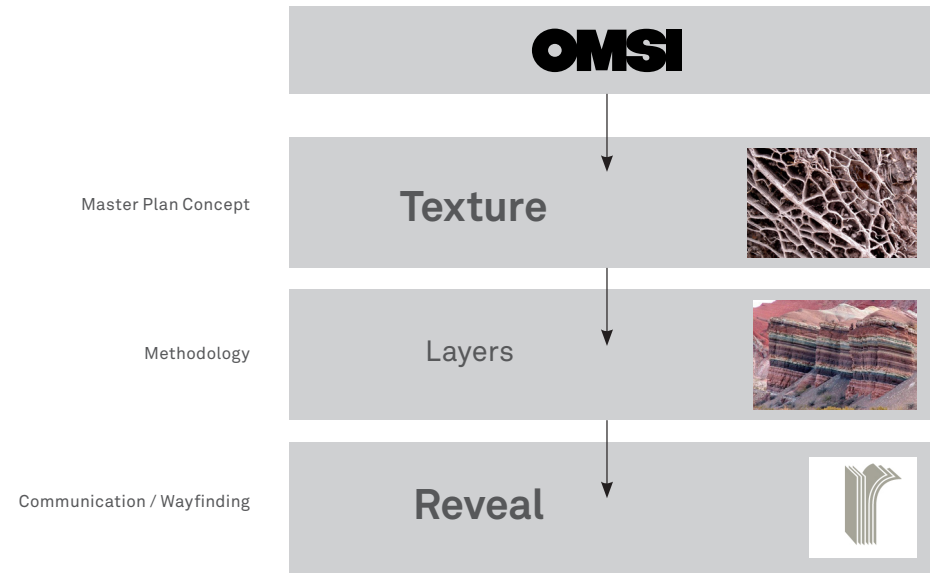 OMSI
Master Plan Concept
Texture
Methodology
Layers
Communication / Wayfinding
Reveal
r